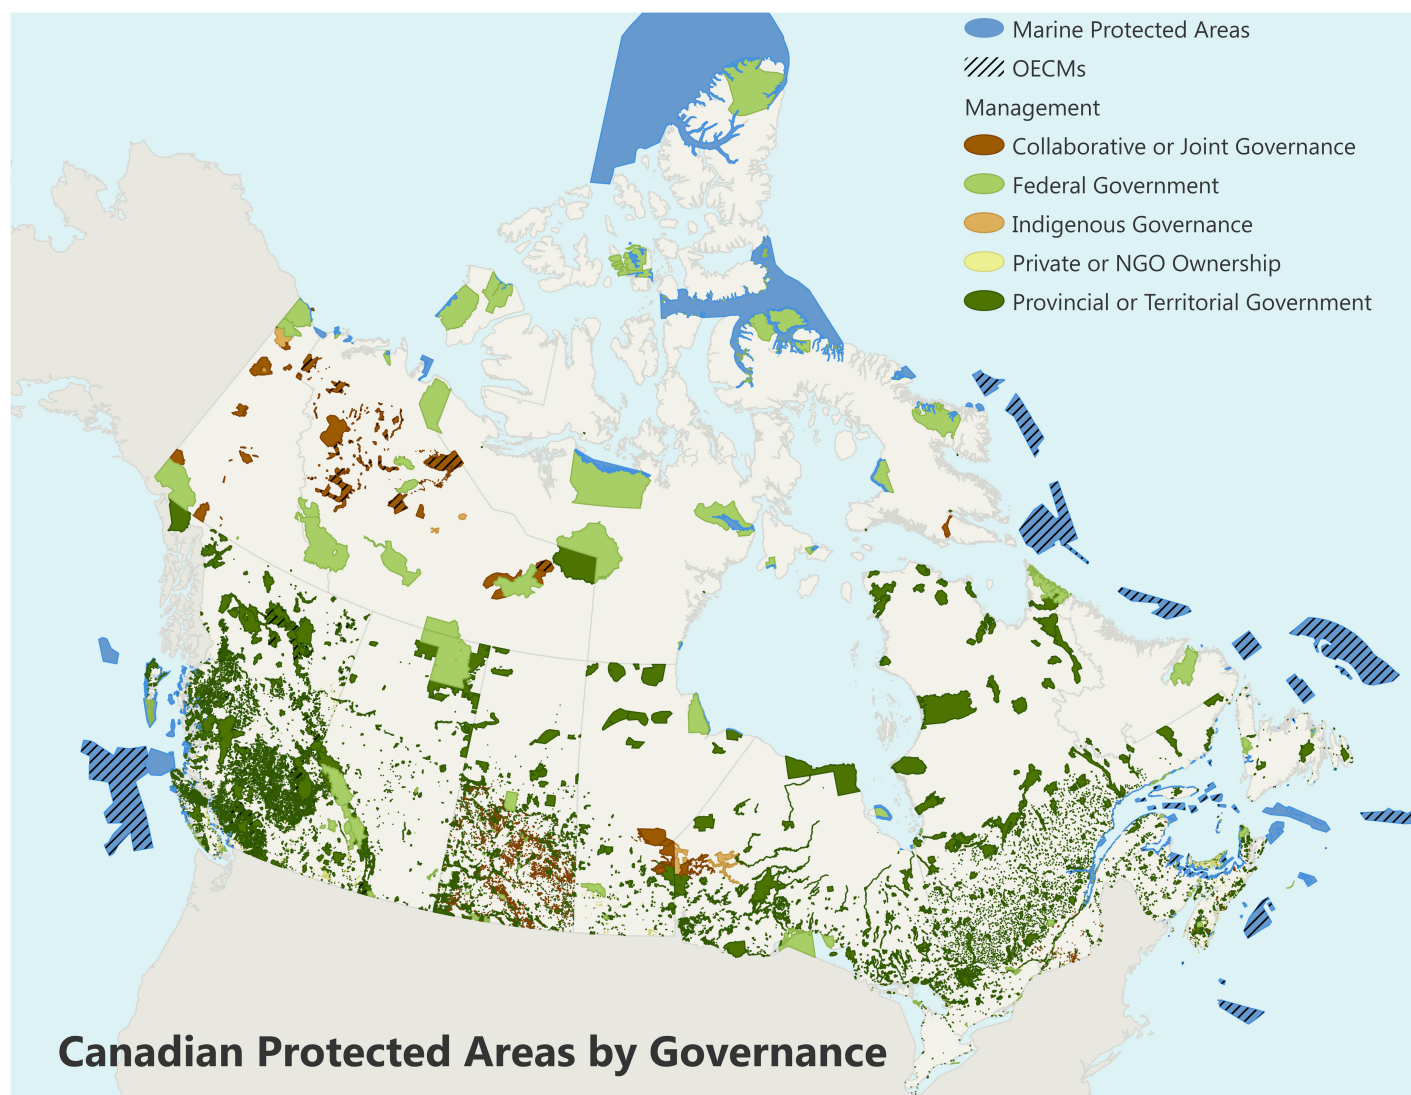 Marine Protected Areas
OECMs
Management
Collaborative or Joint Governance
Federal Government
Indigenous Governance
Private or NGO Ownership
Provincial or Territorial Government
Canadian Protected Areas by Governance